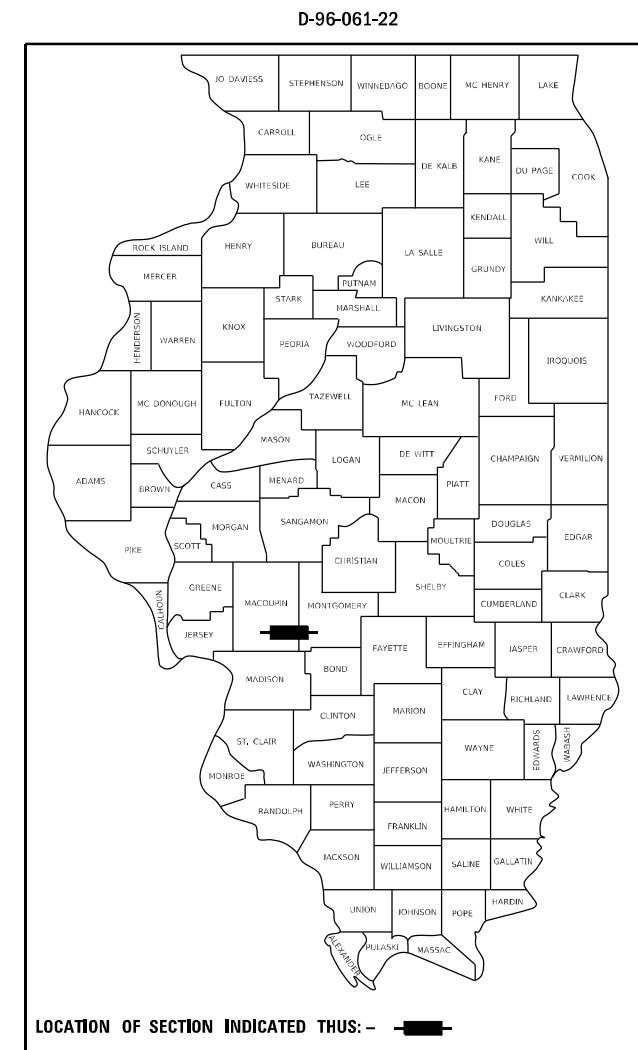 D-96-061-22
JO DAVIESS
STEPHENSON
WINNEBAGO
BOONE
MC HENRY
LAKE
CARROLL
OGLE
DE KALB
KANE
DU PAGE
COOK
WHITESIDE
LEE
KENDALL
WILL
ROCK ISLAND
HENRY
BUREAU
LA SALLE
GRUNDY
MERCER
PUTNAM
STARK
MARSHALL
KANKAKEE
HENDERSON
WARREN
KNOX
PEORIA
WOODFORD
LIVINGSTON
IROQUOIS
HANCOCK
MC DONOUGH
FULTON
TAZEWELL
MC LEAN
FORD
MASON
SCHUYLER
LOGAN
DE WITT
CHAMPAIGN
VERMILION
ADAMS
BROWN
CASS
MENARD
PIATT
MACON
MORGAN
SANGAMON
DOUGLAS
EDGAR
PIKE
SCOTT
CHRISTIAN
MOULTRIE
COLES
GREENE
SHELBY
CALHOUN
MACOUPIN
MONTGOMERY
CUMBERLAND
CLARK
JERSEY
FAYETTE
EFFINGHAM
JASPER
CRAWFORD
MADISON
BOND
CLAY
RICHLAND
LAWRENCE
CLINTON
MARION
ST. CLAIR
WAYNE
EDWARDS
WABASH
MONROE
WASHINGTON
JEFFERSON
RANDOLPH
PERRY
HAMILTON
WHITE
FRANKLIN
JACKSON
WILLIAMSON
SALINE
GALLATIN
UNION
JOHNSON
POPE
HARDIN
ALEXANDER
PULASKI
MASSAC
LOCATION OF SECTION INDICATED THUS: –